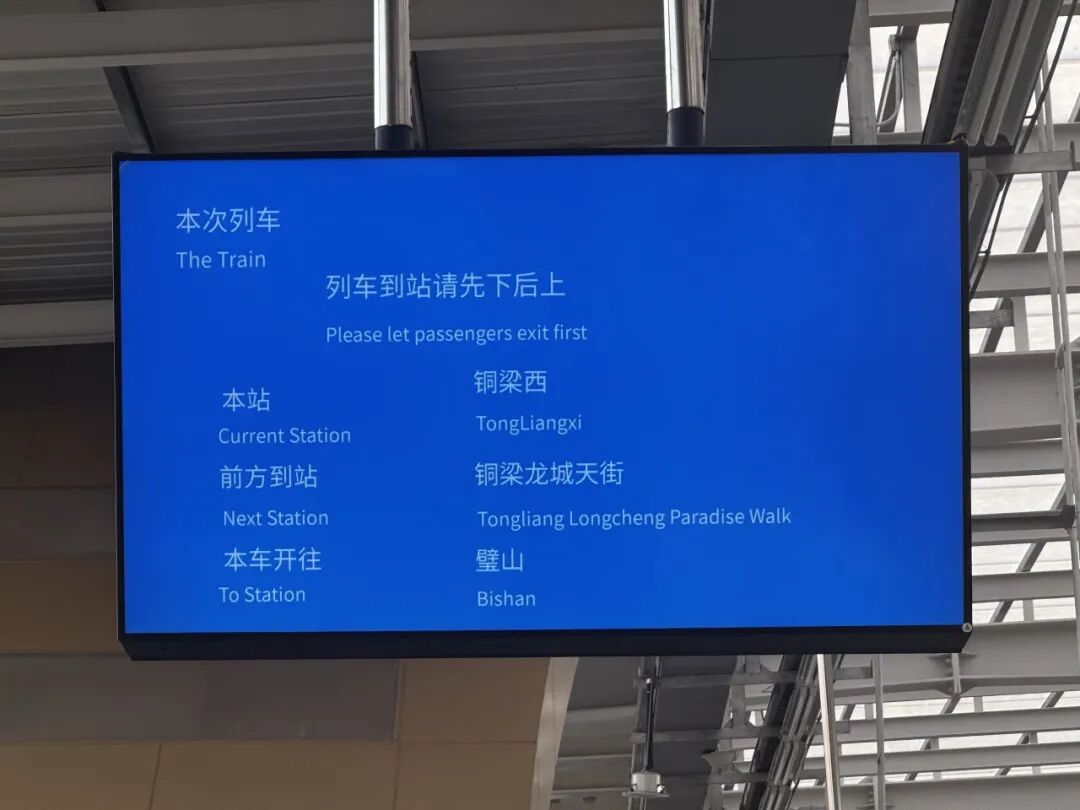 本次列车
The Train
列车到站请先下后上
Please let passengers exit first
本站
铜梁西
Current Station
TongLiangxi
前方到站
铜梁龙城天街
Next Station
Tongliang Longcheng Paradise Walk
本车开往
璧山
To Station
Bishan